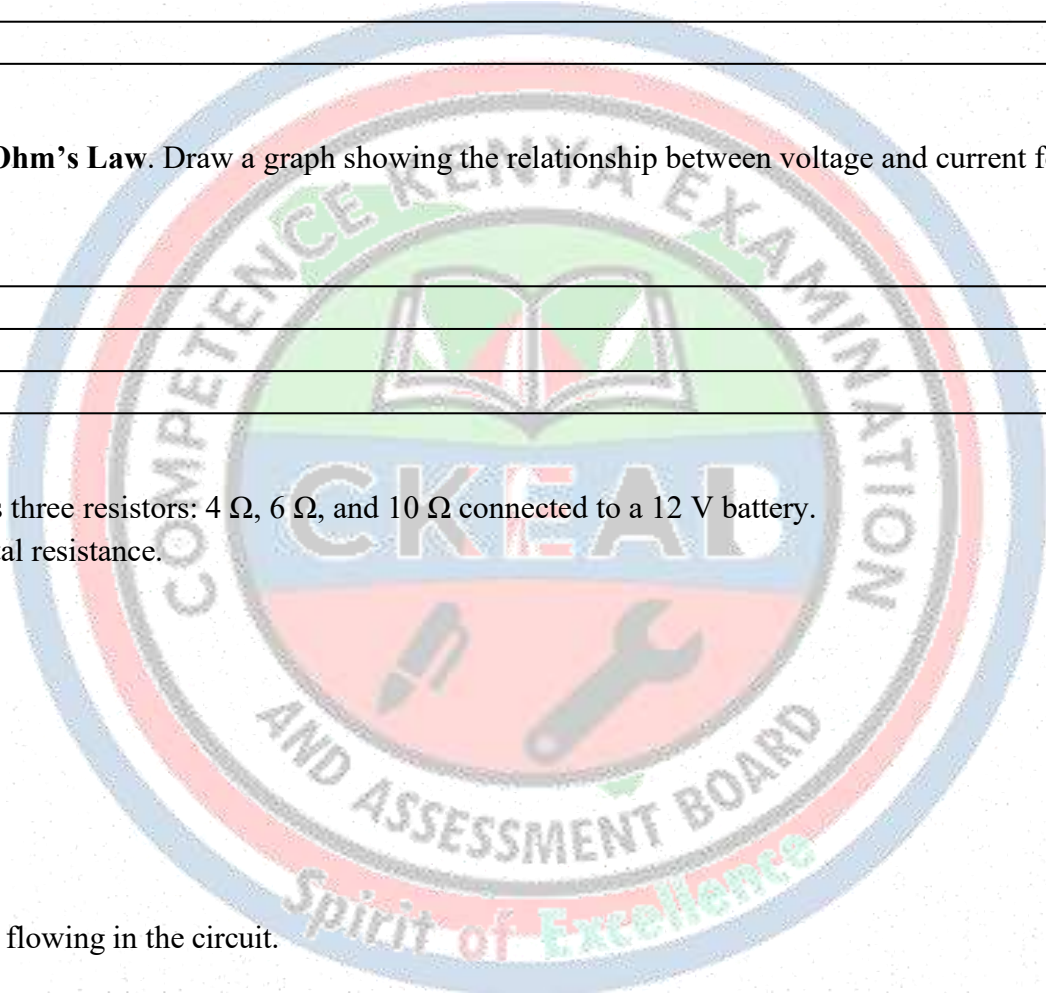 Ohm's Law. Draw a graph showing the relationship between voltage and current f
COMPETENCE KENYA EXAMINATION
CKEAB
three resistors: 4 Ω, 6 Ω, and 10 Ω connected to a 12 V battery.
tal resistance.
AND ASSESSMENT BOARD
Spirit of Excellence
flowing in the circuit.